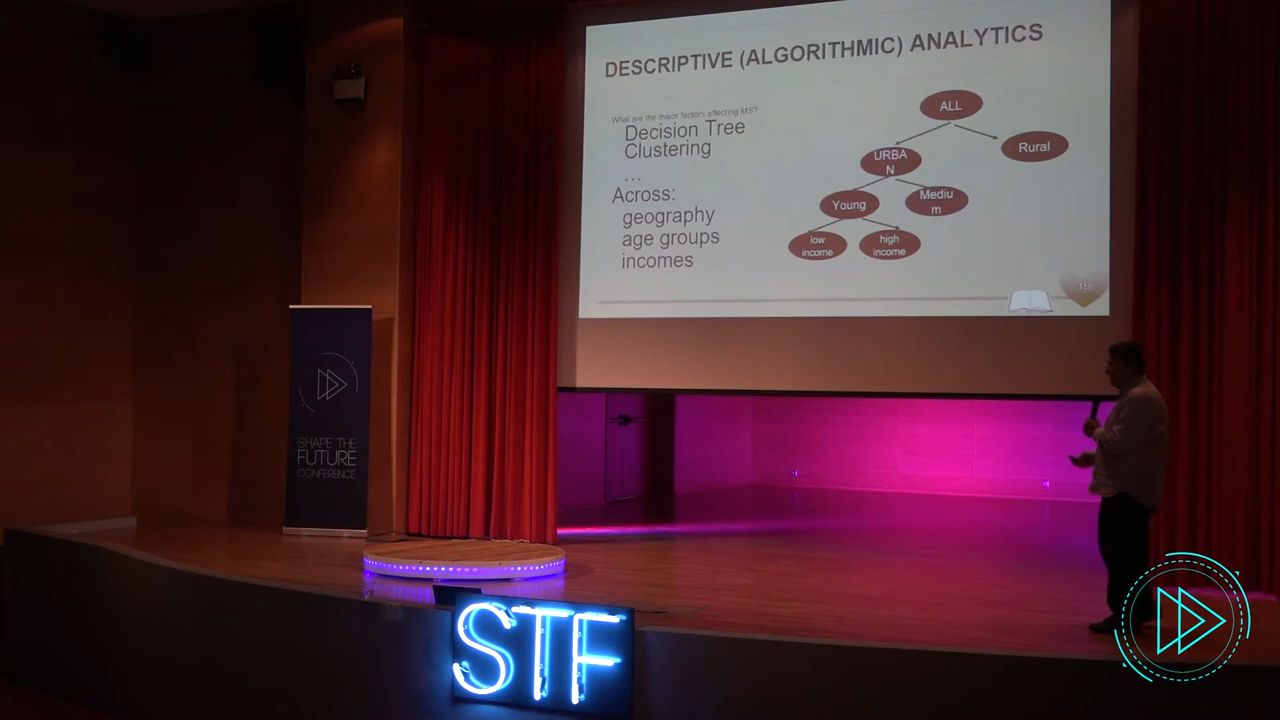 DESCRIPTIVE (ALGORITHMIC) ANALYTICS
What are the major factors affecting MS?
Decision Tree
Clustering
...
Across:
geography
age groups
incomes
ALL
URBA
N
Rural
Young
Mediu
m
low
income
high
income
SHAPE THE
FUTURE
CONFERENCE
STF